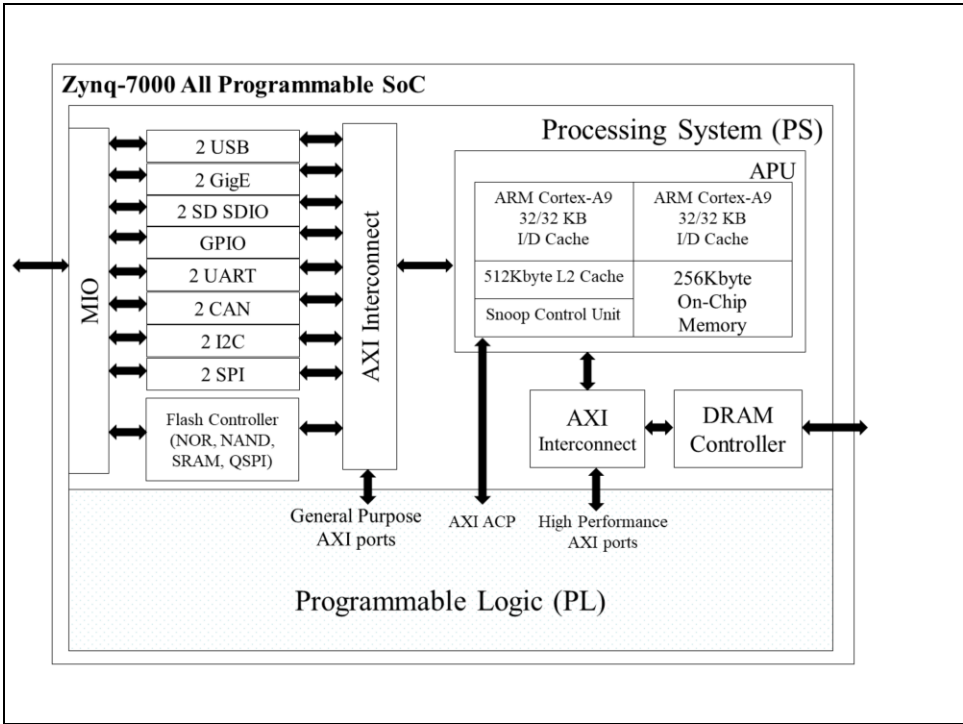 Zynq-7000 All Programmable SoC
Processing System (PS)
MIO
2 USB
2 GigE
2 SD SDIO
GPIO
2 UART
2 CAN
2 I2C
2 SPI
Flash Controller
(NOR, NAND,
SRAM, QSPI)
AXI Interconnect
APU
ARM Cortex-A9
32/32 KB
I/D Cache
ARM Cortex-A9
32/32 KB
I/D Cache
512Kbyte L2 Cache
Snoop Control Unit
256Kbyte
On-Chip
Memory
AXI
Interconnect
DRAM
Controller
General Purpose
AXI ports
AXI ACP
High Performance
AXI ports
Programmable Logic (PL)